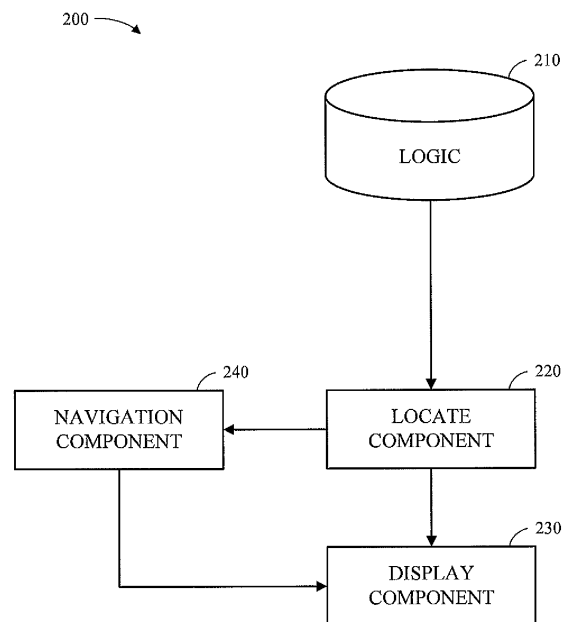 200
210
LOGIC
240
220
NAVIGATION
COMPONENT
LOCATE
COMPONENT
230
DISPLAY
COMPONENT